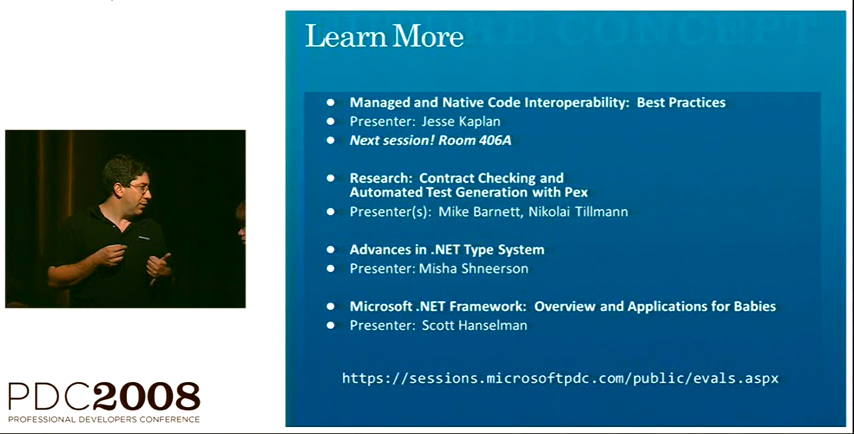 Learn More
Managed and Native Code Interoperability: Best Practices
Presenter: Jesse Kaplan
Next session! Room 406A
Research: Contract Checking and
Automated Test Generation with Pex
Presenter(s): Mike Barnett, Nikolai Tillmann
Advances in .NET Type System
Presenter: Misha Shneerson
Microsoft .NET Framework: Overview and Applications for Babies
Presenter: Scott Hanselman
https://sessions.microsoftpdc.com/public/evals.aspx
PDC2008
PROFESSIONAL DEVELOPERS CONFERENCE